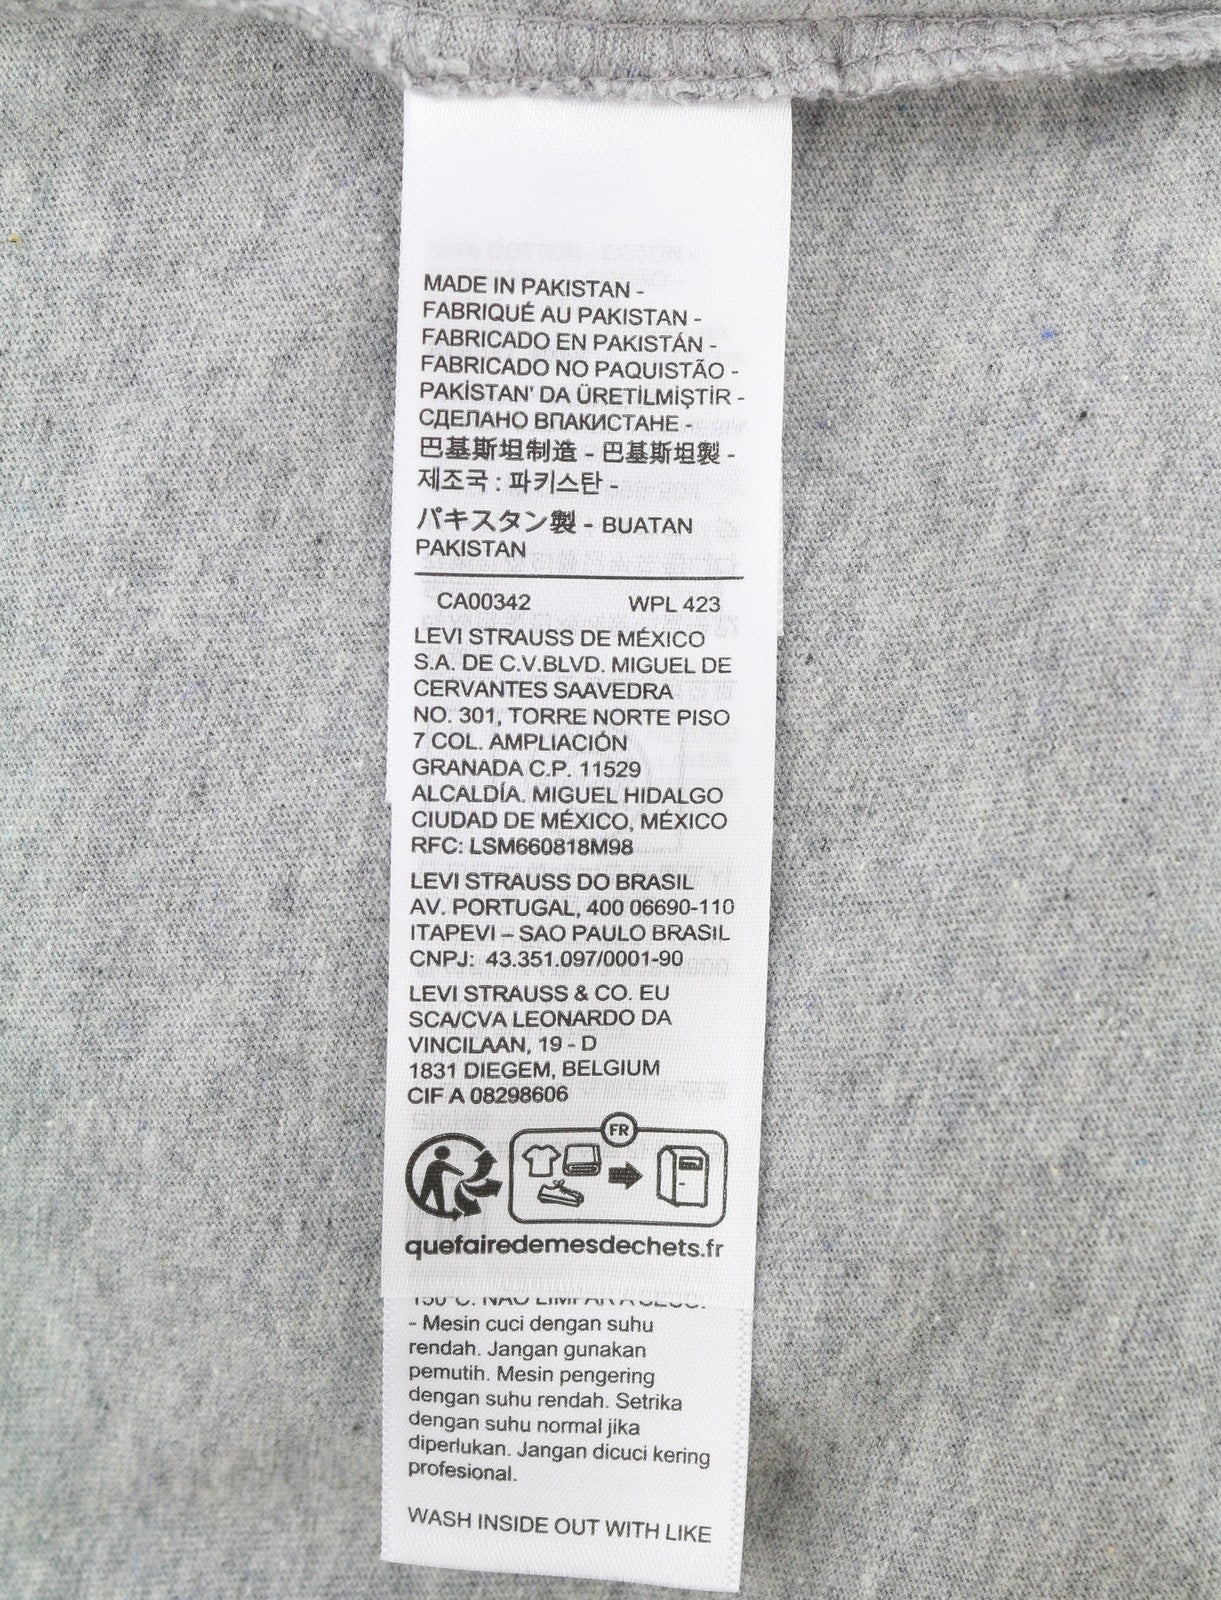 MADE IN PAKISTAN -
FABRIQUÉ AU PAKISTAN -
FABRICADO EN PAKISTÁN -
FABRICADO NO PAQUISTÃO -
PAKİSTAN' DA ÜRETİLMİŞTİR -
СДЕЛАНО ВПАКИСТАНЕ -
巴基斯坦制造 - 巴基斯坦製 -
제조국 : 파키스탄 -
パキスタン製 - BUATAN
PAKISTAN
CA00342 WPL 423
LEVI STRAUSS DE MÉXICO
S.A. DE C.V.BLVD. MIGUEL DE
CERVANTES SAAVEDRA
NO. 301, TORRE NORTE PISO
7 COL. AMPLIACIÓN
GRANADA C.P. 11529
ALCALDÍA. MIGUEL HIDALGO
CIUDAD DE MÉXICO, MÉXICO
RFC: LSM660818M98
LEVI STRAUSS DO BRASIL
AV. PORTUGAL, 400 06690-110
ITAPEVI – SAO PAULO BRASIL
CNPJ: 43.351.097/0001-90
LEVI STRAUSS & CO. EU
SCA/CVA LEONARDO DA
VINCILAAN, 19 - D
1831 DIEGEM, BELGIUM
CIF A 08298606
FR
quefairedemesdechets.fr
150°C. NÃO LIMPAR A SECO.
- Mesin cuci dengan suhu
rendah. Jangan gunakan
pemutih. Mesin pengering
dengan suhu rendah. Setrika
dengan suhu normal jika
diperlukan. Jangan dicuci kering
profesional.
WASH INSIDE OUT WITH LIKE